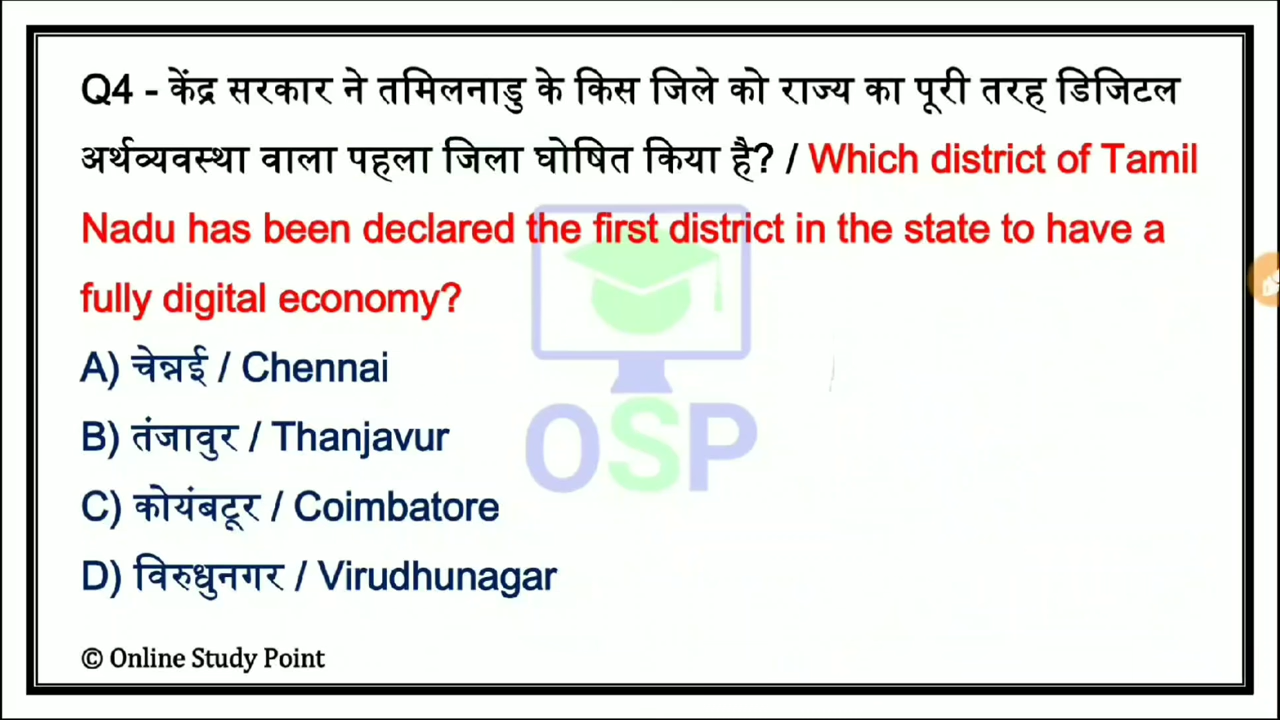 Q4 - केंद्र सरकार ने तमिलनाडु के किस जिले को राज्य का पूरी तरह डिजिटल
अर्थव्यवस्था वाला पहला जिला घोषित किया है? / Which district of Tamil
Nadu has been declared the first district in the state to have a
fully digital economy?
A) चेन्नई / Chennai
B) तंजावुर / Thanjavur
C) कोयंबटूर / Coimbatore
D) विरुधुनगर / Virudhunagar
OSP
© Online Study Point